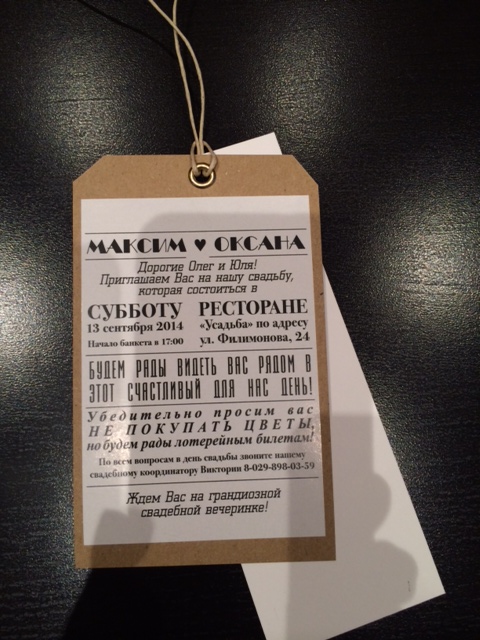 МАКСИМ ♥ ОКСАНА
Дорогие Олег и Юля!
Приглашаем Вас на нашу свадьбу,
которая состоиться в
СУББОТУ РЕСТОРАНЕ
13 сентября 2014 «Усадьба» по адресу
Начало банкета в 17:00 ул. Филимонова, 24
БУДЕМ РАДЫ ВИДЕТЬ ВАС РЯДОМ В
ЭТОТ СЧАСТЛИВЫЙ ДЛЯ НАС ДЕНЬ!
Убедительно просим вас
НЕ ПОКУПАТЬ ЦВЕТЫ,
но будем рады лотерейным билетам!
По всем вопросам в день свадьбы звоните нашему
свадебному координатору Виктории 8-029-898-03-59
Ждем Вас на грандиозной
свадебной вечеринке!